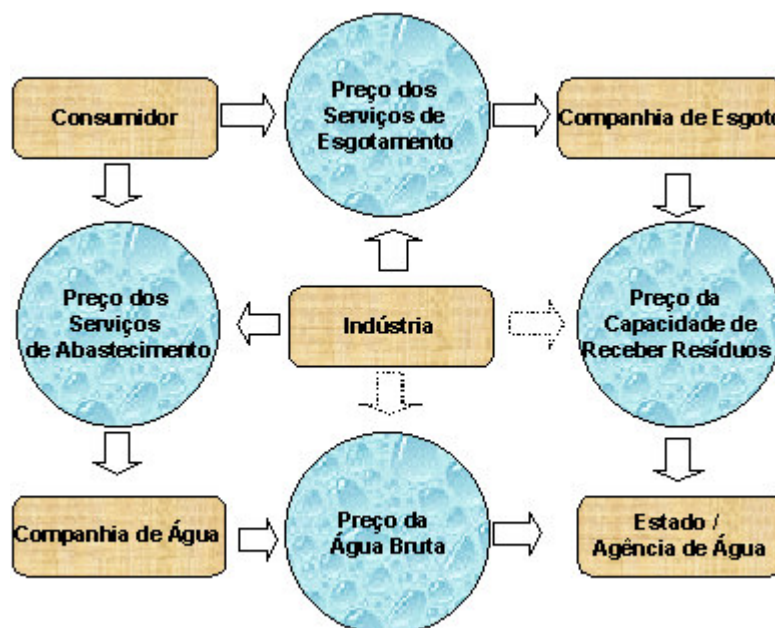 Consumidor
Preço dos
Serviços de
Esgotamento
Companhia de Esgoto
Preço dos
Serviços
de Abastecimento
Indústria
Preço da
Capacidade de
Receber Resíduos
Companhia de Água
Preço da
Água Bruta
Estado /
Agência de Água